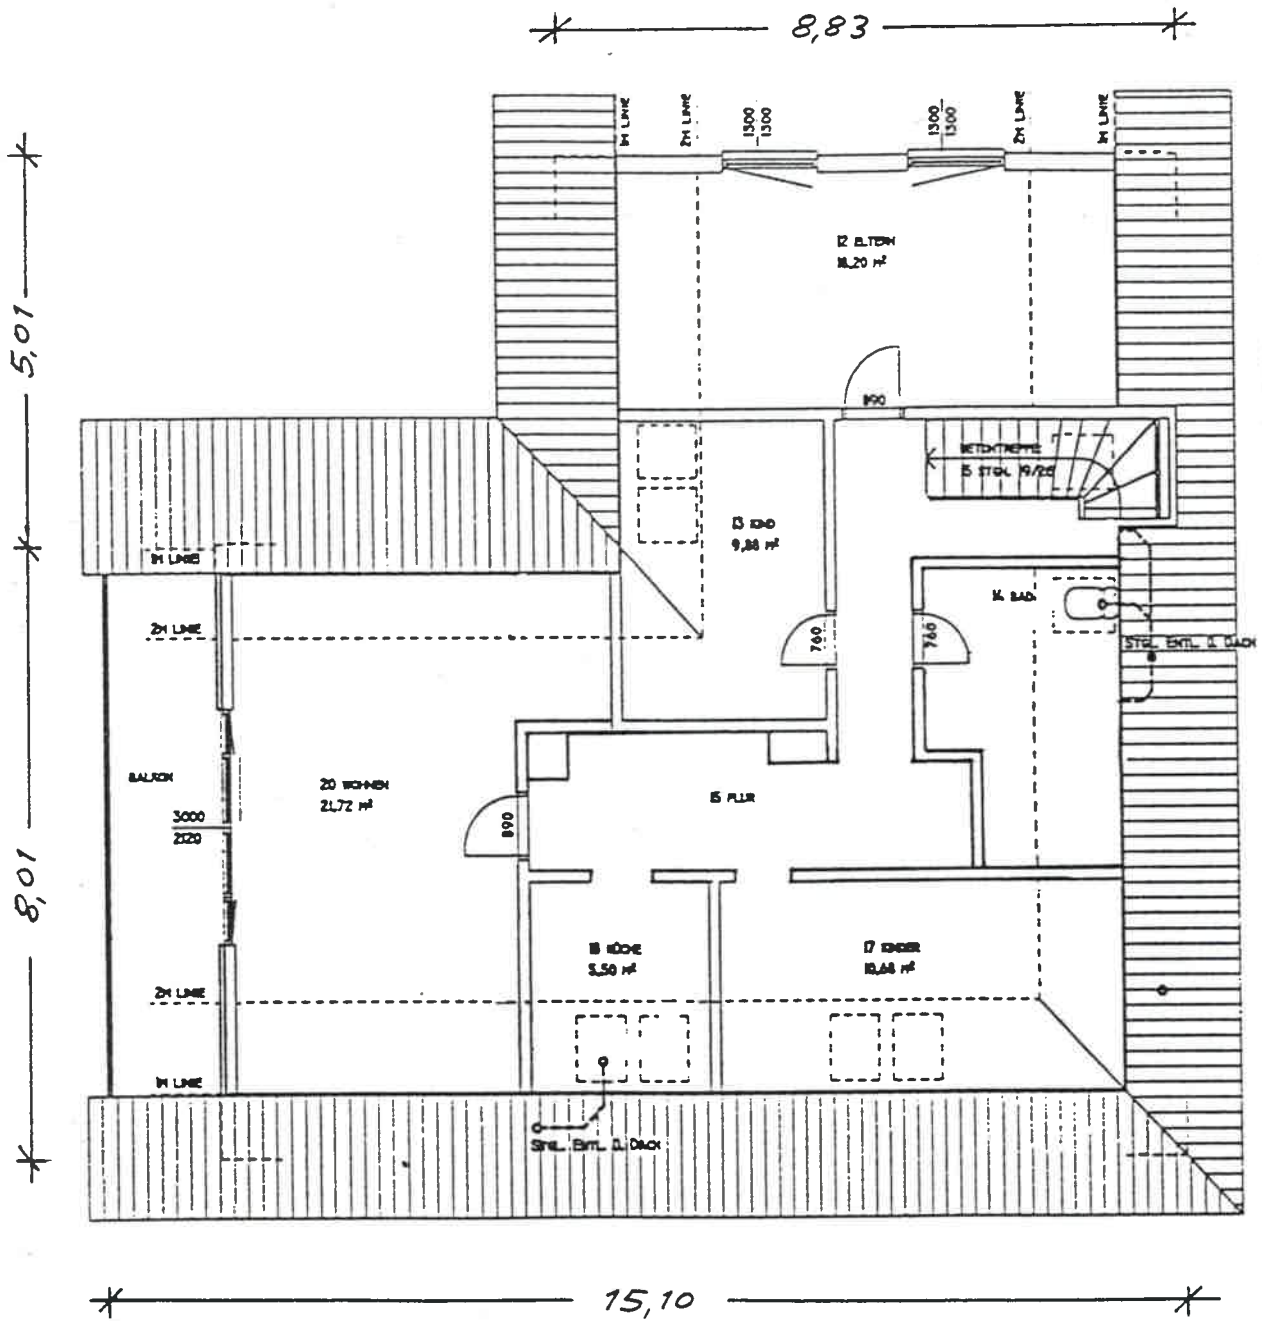 8,83
1M LINIE
2M LINIE
1300
1300
1300
1300
2M LINIE
1M LINIE
5,01
12 ELTERN
18,20 M²
890
BETONTREPPE
15 STGN. 19/26
13 KIND
9,88 M²
1M LINIE
14 BAD
2M LINIE
760
760
STGL. ENTL. Ü. DACH
BALKON
20 WOHNEN
21,72 M²
3000
2120
890
15 FLUR
8,01
18 KÜCHE
5,50 M²
17 KINDER
10,68 M²
2M LINIE
1M LINIE
STGL. ENTL. Ü. DACH
15,10